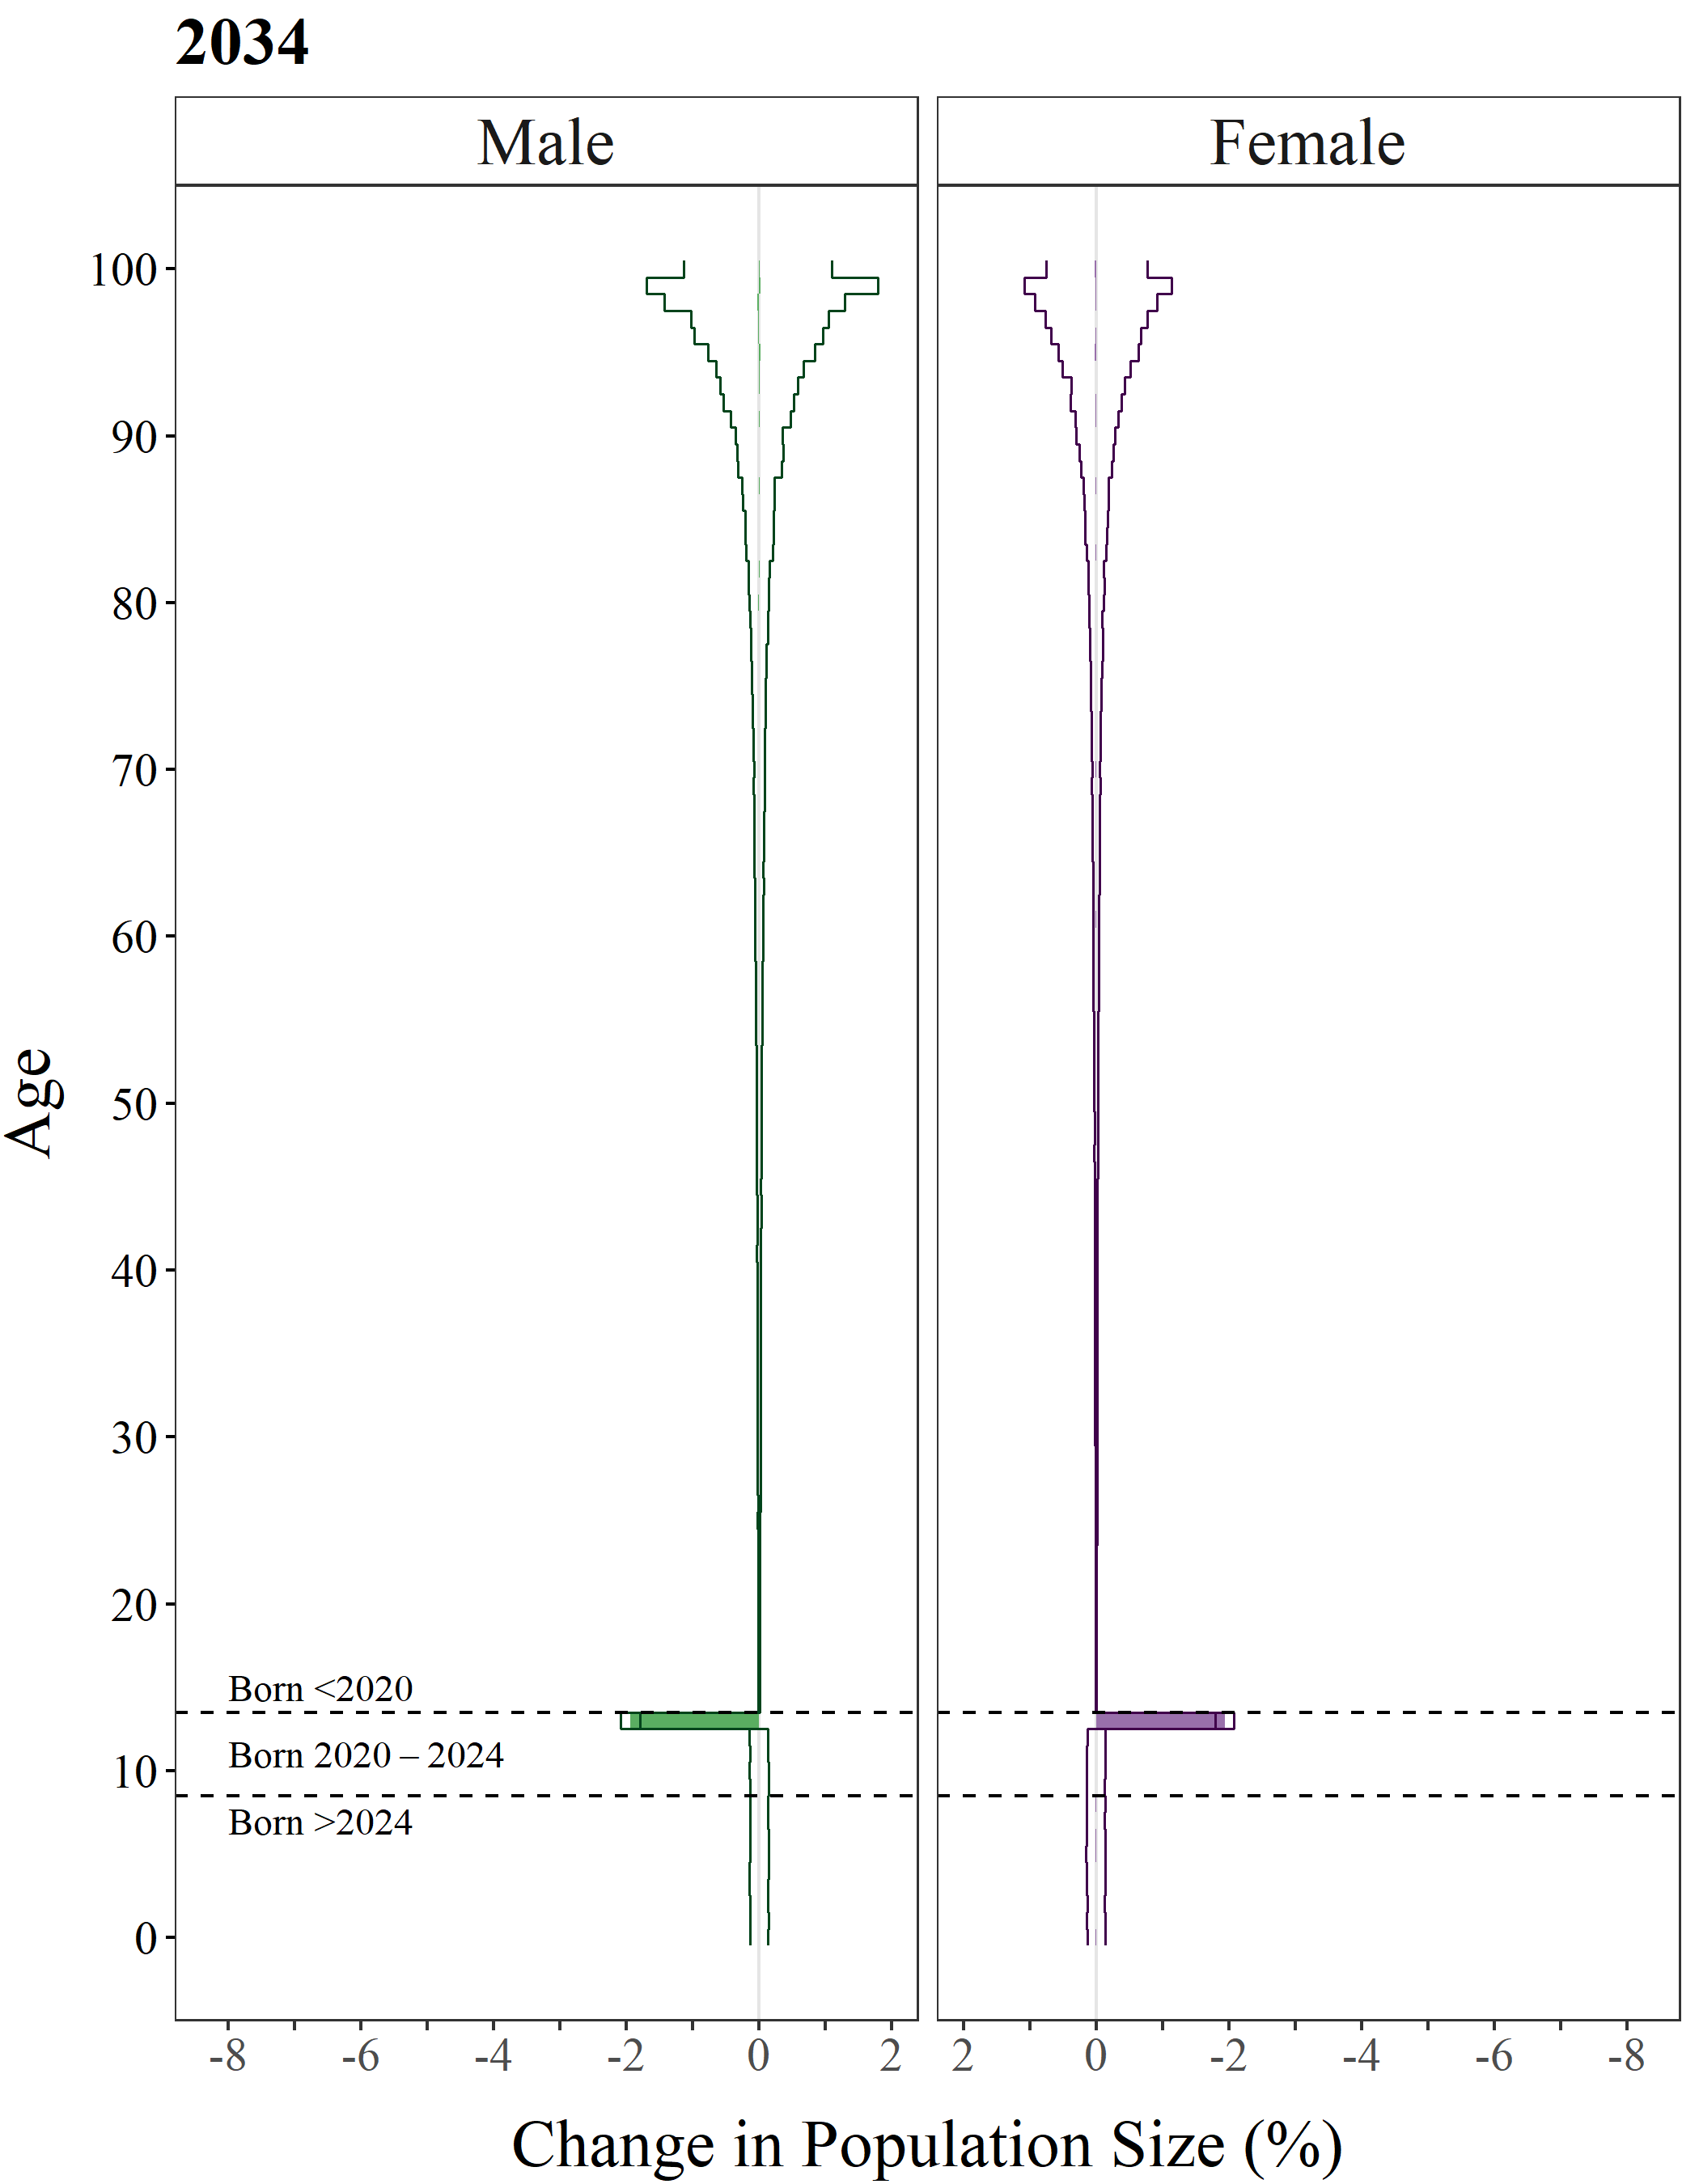 2034
Male
Female
100
90
80
70
60
50
40
30
20
10
0
Age
Born <2020
Born 2020 – 2024
Born >2024
-8 -6 -4 -2 0 2 2 0 -2 -4 -6 -8
Change in Population Size (%)